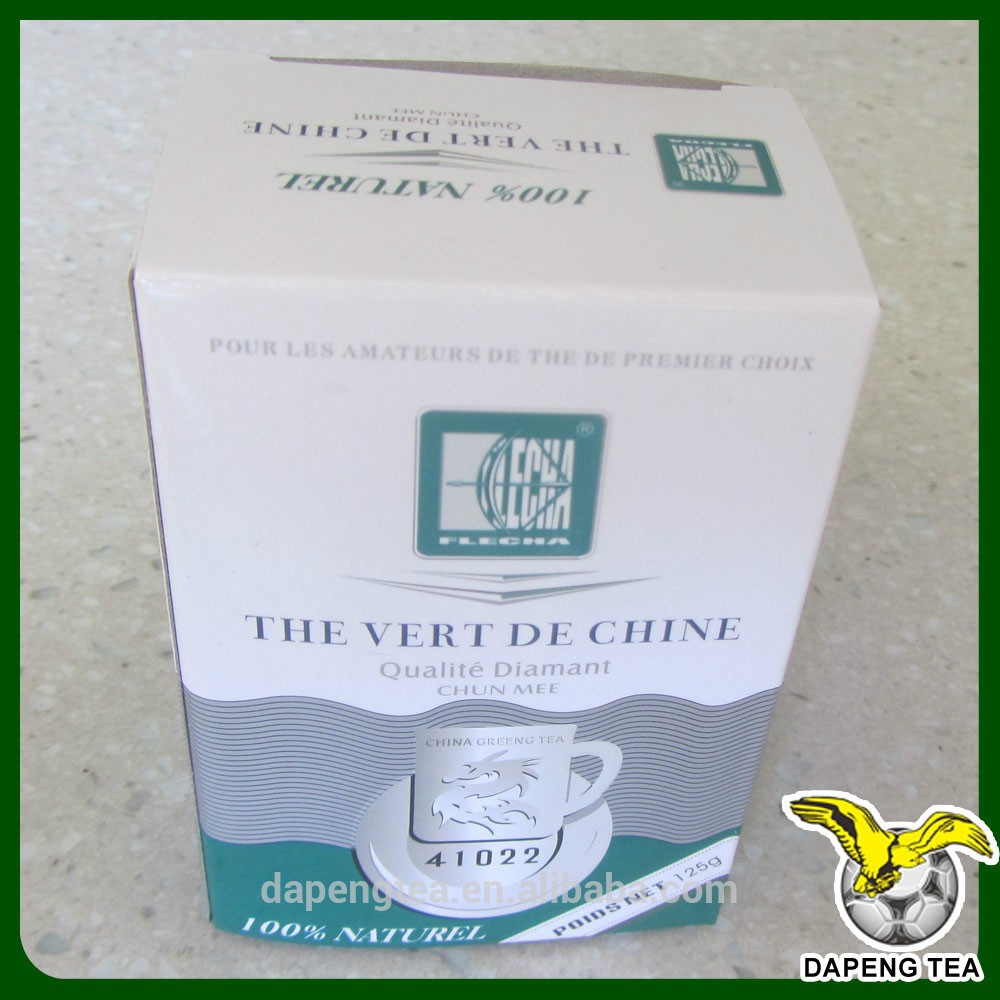 100% NATUREL
THE VERT DE CHINE
Qualité Diamant
CHUN MEE
FLECHA
FLECHA
POUR LES AMATEURS DE THE DE PREMIER CHOIX
FLECHA
®
FLECHA
THE VERT DE CHINE
Qualité Diamant
CHUN MEE
CHINA GREENG TEA
41022
dapengtea.en.alibaba.com
100% NATUREL
POIDS NET 125g
DAPENG TEA